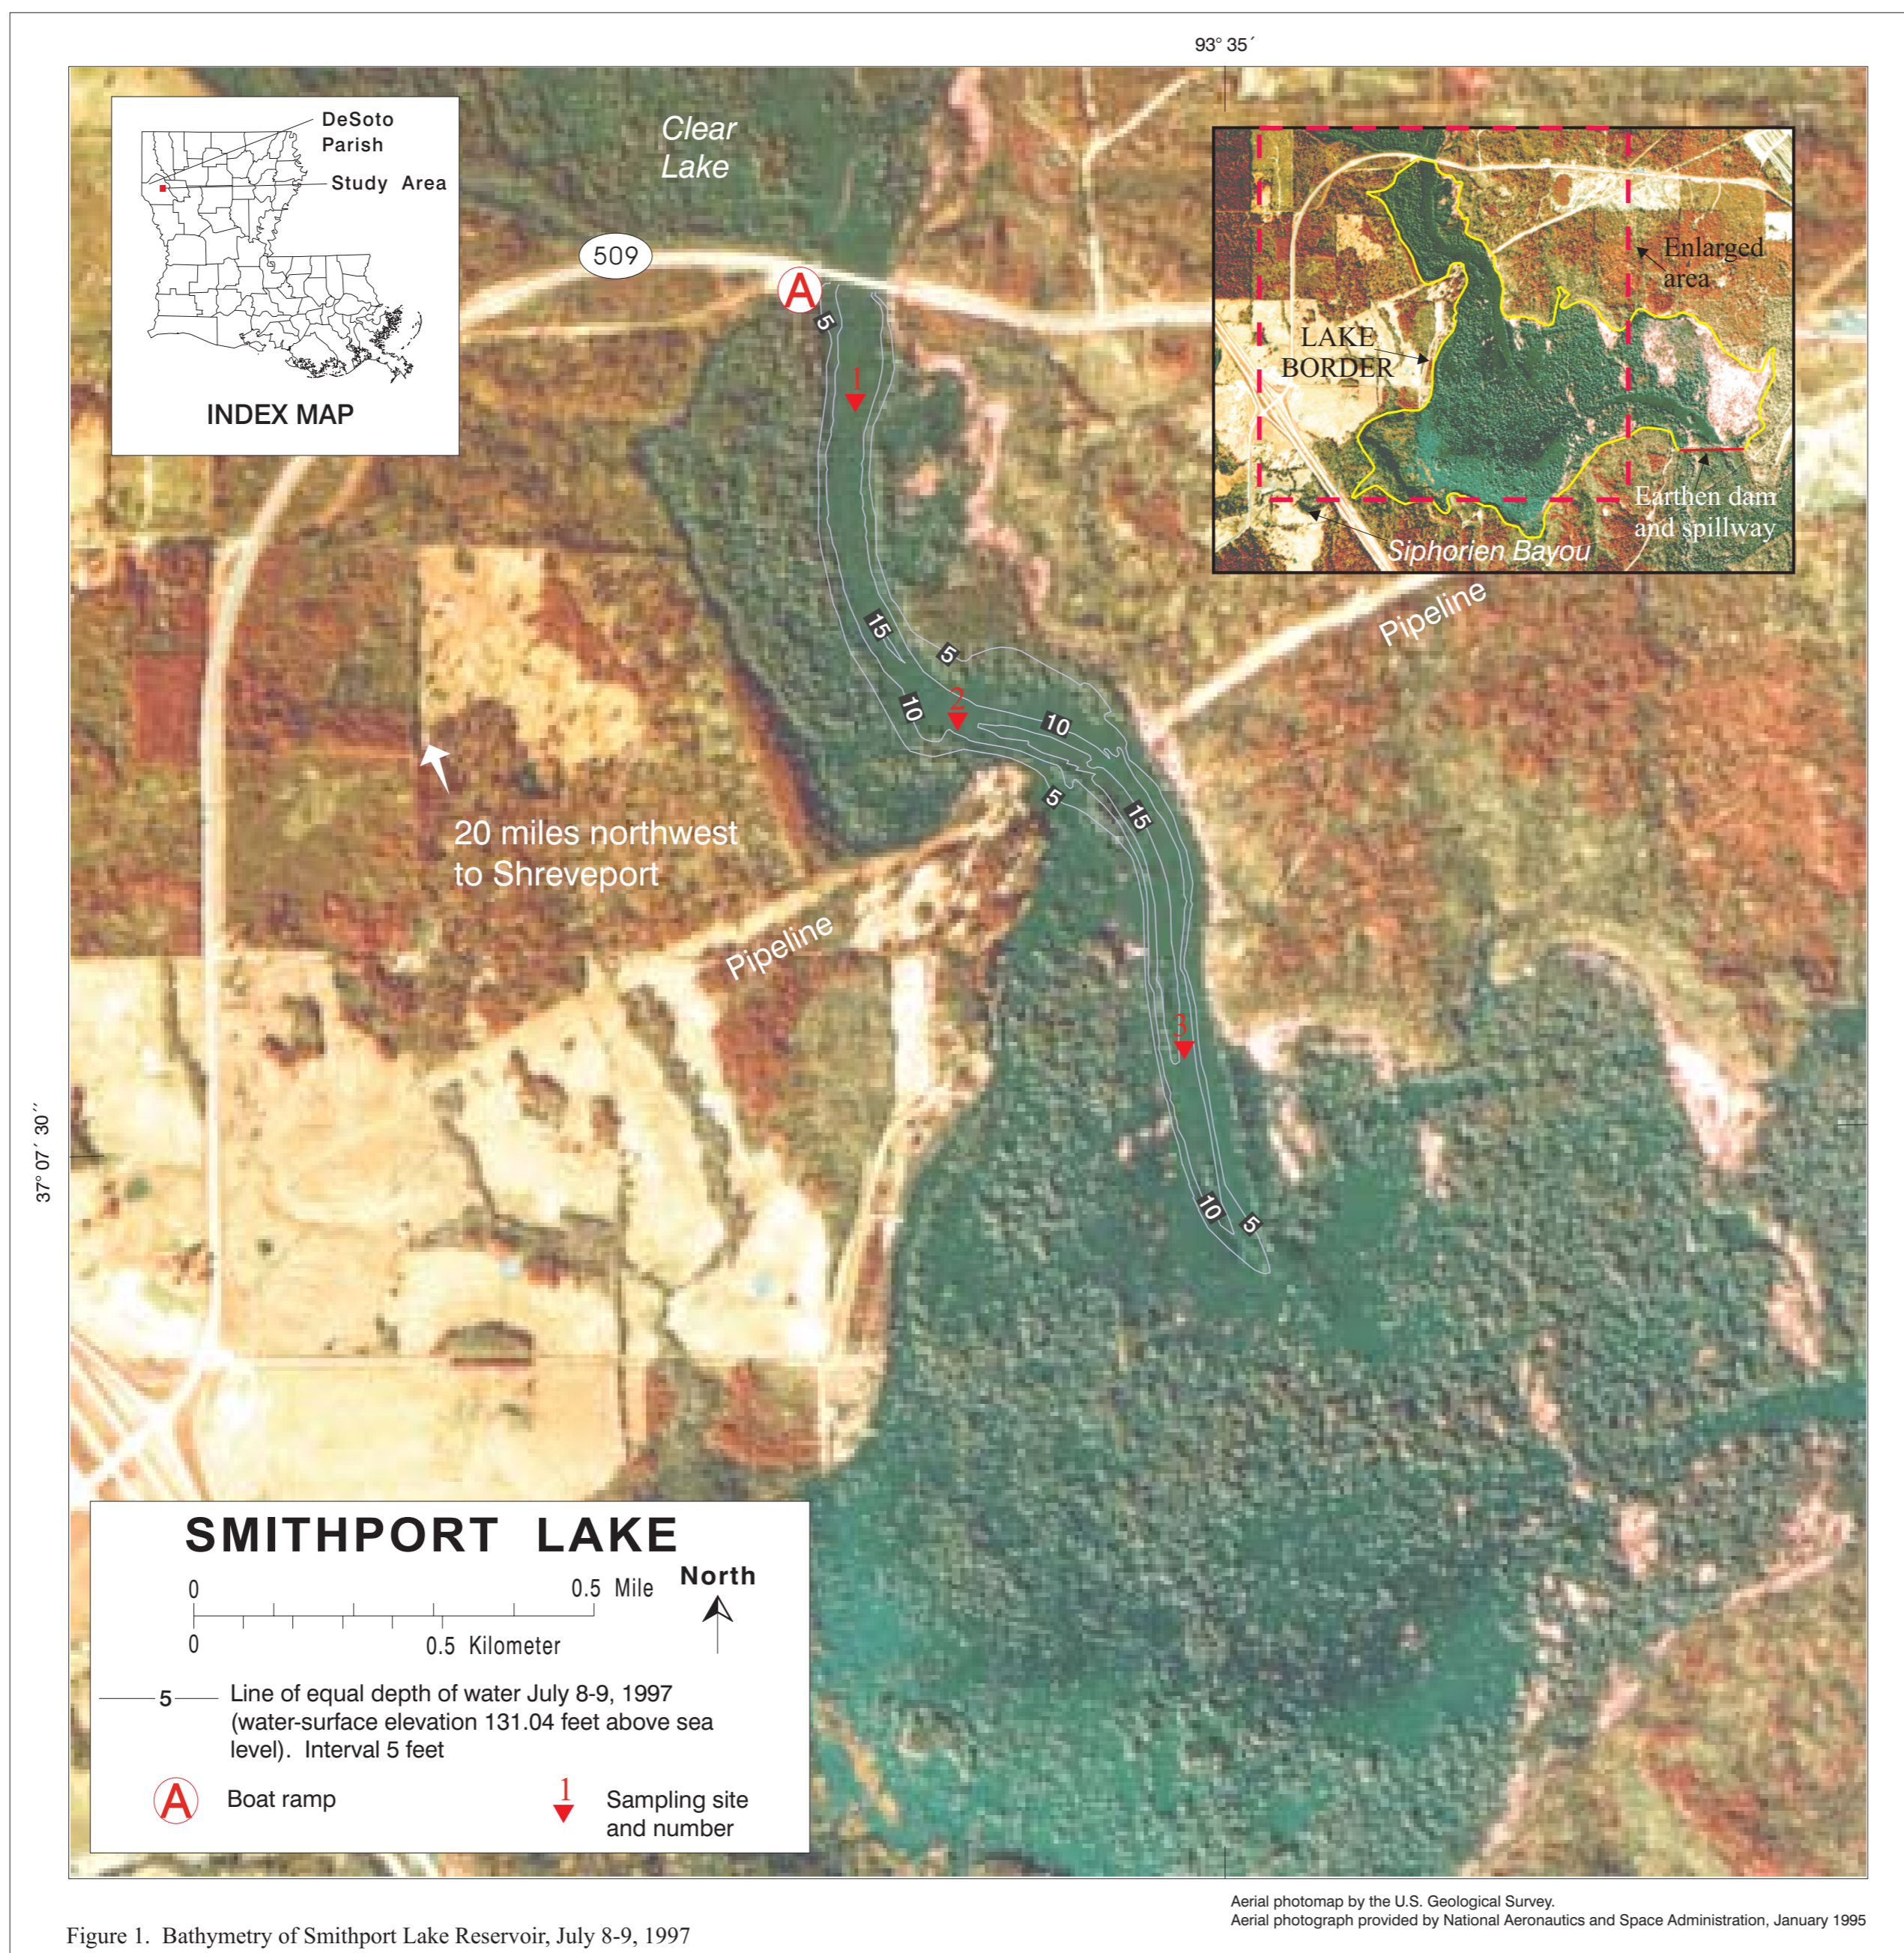 93° 35´
DeSoto
Parish
Study Area
INDEX MAP
Clear
Lake
509
A
5
1
Enlarged
area
LAKE
BORDER
Earthen dam
and spillway
Siphorien Bayou
Pipeline
15
5
10
2
10
5
15
20 miles northwest
to Shreveport
Pipeline
3
37° 07´ 30´´
10
5
SMITHPORT LAKE
0
0.5 Mile
North
0
0.5 Kilometer
5
Line of equal depth of water July 8-9, 1997
(water-surface elevation 131.04 feet above sea
level). Interval 5 feet
A
Boat ramp
1
Sampling site
and number
Aerial photomap by the U.S. Geological Survey.
Aerial photograph provided by National Aeronautics and Space Administration, January 1995
Figure 1. Bathymetry of Smithport Lake Reservoir, July 8-9, 1997